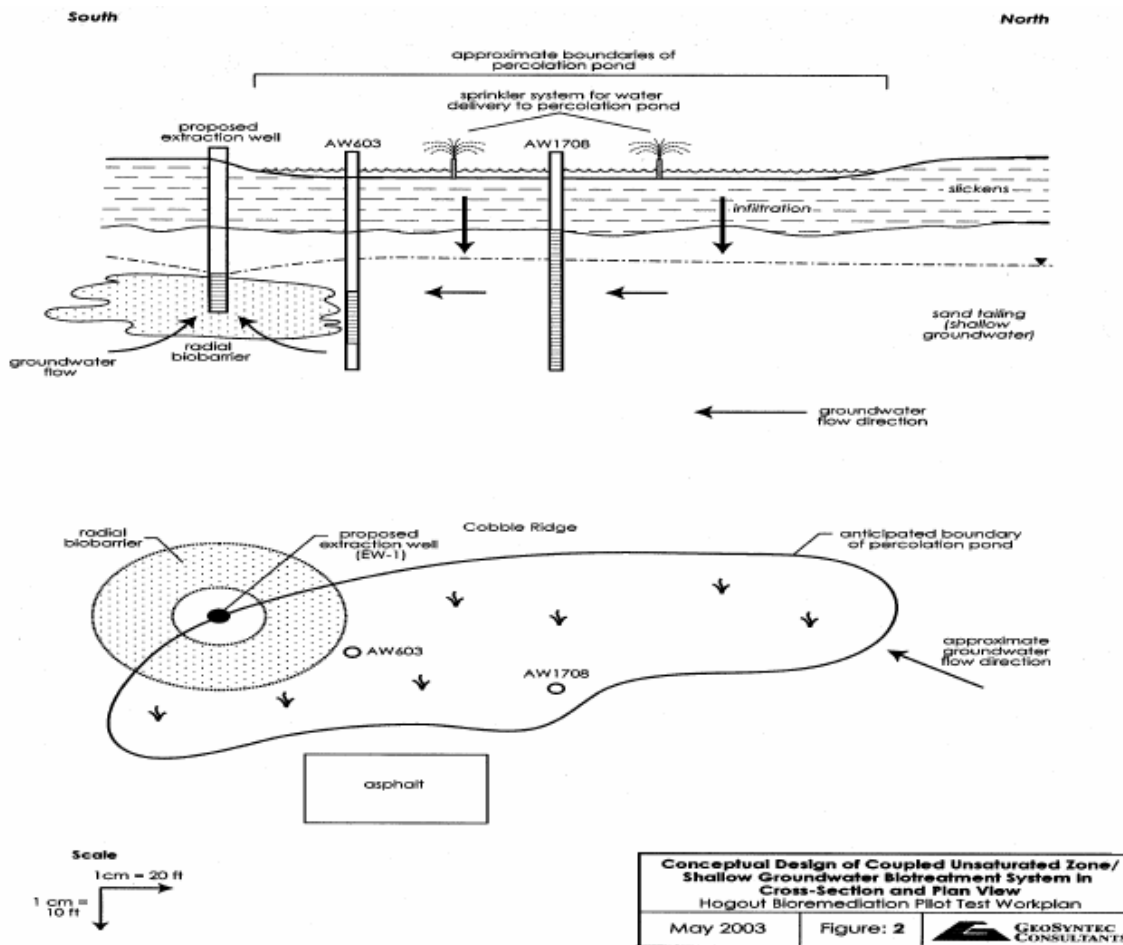 South
North
approximate boundaries of
percolation pond
sprinkler system for water
delivery to percolation pond
proposed
extraction well
AW603
AW1708
slickens
infiltration
sand tailing
(shallow
groundwater)
radial
biobarrier
groundwater
flow
groundwater
flow direction
radial
biobarrier
proposed
extraction well
(EW-1)
Cobble Ridge
anticipated boundary
of percolation pond
AW603
AW1708
approximate
groundwater
flow direction
asphalt
Scale
1cm = 20 ft
1 cm =
10 ft
Conceptual Design of Coupled Unsaturated Zone/
Shallow Groundwater Biotreatment System in
Cross-Section and Plan View
Hogout Bioremediation Pilot Test Workplan
May 2003
Figure: 2
GEOSYNTEC
CONSULTANTS